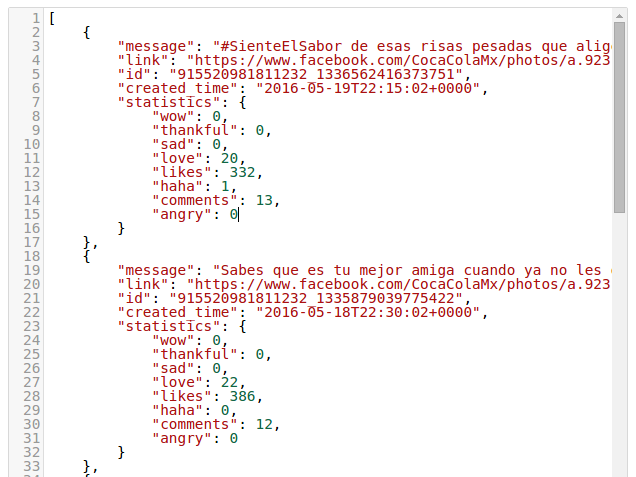 1 [
2 {
3 "message": "#SienteElSabor de esas risas pesadas que
4 "link": "https://www.facebook.com/CocaColaMx/photos/a.923
5 "id": "915520981811232_1336562416373751",
6 "created_time": "2016-05-19T22:15:02+0000",
7 "statistics": {
8 "wow": 0,
9 "thankful": 0,
10 "sad": 0,
11 "love": 20,
12 "likes": 332,
13 "haha": 1,
14 "comments": 13,
15 "angry": 0
16 }
17 },
18 {
19 "message": "Sabes que es tu mejor amiga cuando ya no les
20 "link": "https://www.facebook.com/CocaColaMx/photos/a.923
21 "id": "915520981811232_1335879039775422",
22 "created_time": "2016-05-18T22:30:02+0000",
23 "statistics": {
24 "wow": 0,
25 "thankful": 0,
26 "sad": 0,
27 "love": 22,
28 "likes": 386,
29 "haha": 0,
30 "comments": 12,
31 "angry": 0
32 }
33 },